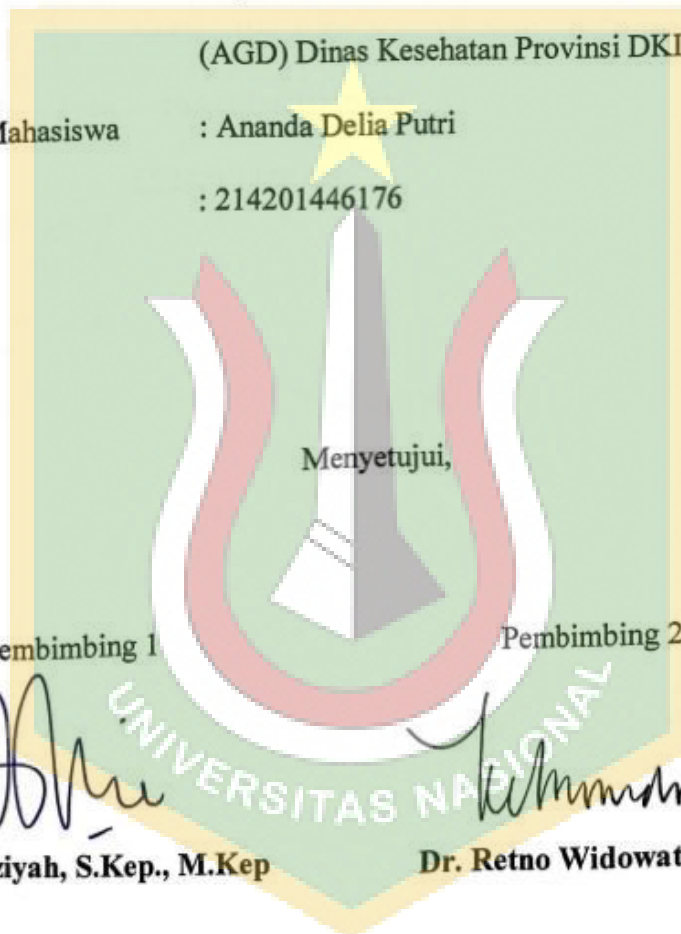 (AGD) Dinas Kesehatan Provinsi DKI
Mahasiswa : Ananda Delia Putri
: 214201446176
Menyetujui,
Pembimbing 1 Pembimbing 2
UNIVERSITAS NASIONAL
ziyah, S.Kep., M.Kep Dr. Retno Widowat